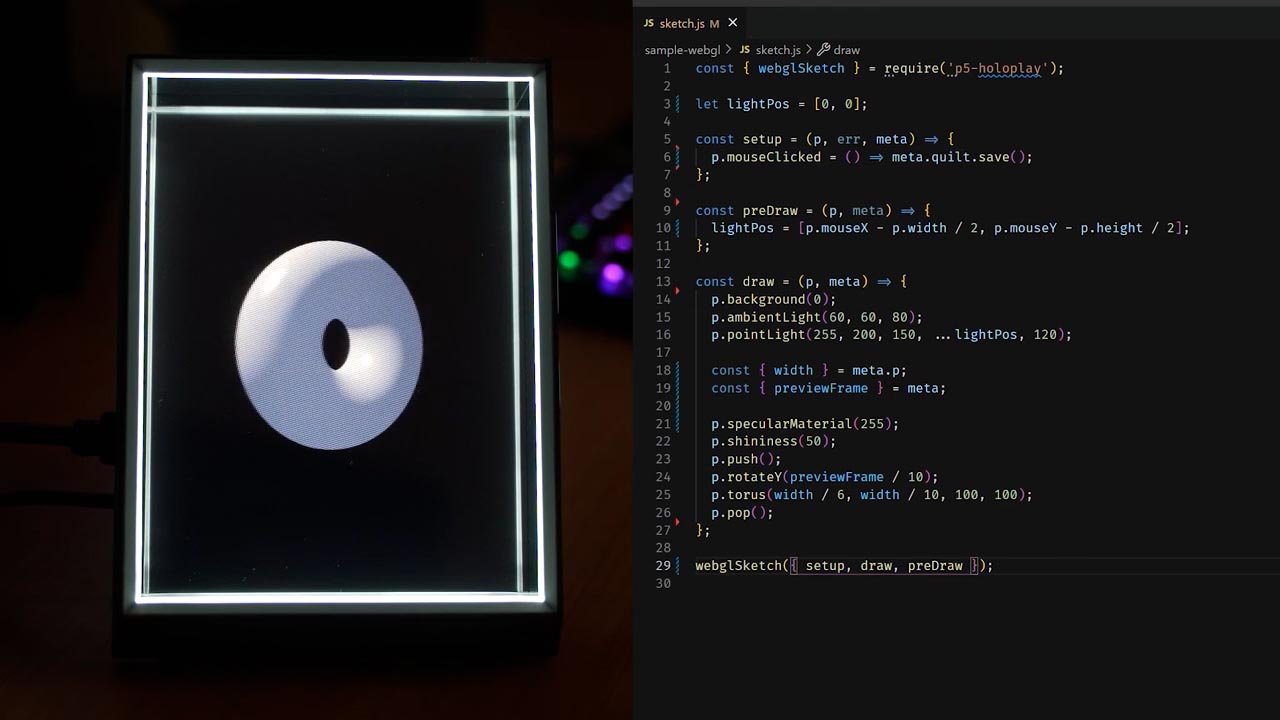 JS sketch.js M ×
sample-webgl > JS sketch.js > draw
1 const { webglSketch } = require('p5-holoplay');
2
3 let lightPos = [0, 0];
4
5 const setup = (p, err, meta) => {
6 p.mouseClicked = () => meta.quilt.save();
7 };
8
9 const preDraw = (p, meta) => {
10 lightPos = [p.mouseX - p.width / 2, p.mouseY - p.height / 2];
11 };
12
13 const draw = (p, meta) => {
14 p.background(0);
15 p.ambientLight(60, 60, 80);
16 p.pointLight(255, 200, 150, ...lightPos, 120);
17
18 const { width } = meta.p;
19 const { previewFrame } = meta;
20
21 p.specularMaterial(255);
22 p.shininess(50);
23 p.push();
24 p.rotateY(previewFrame / 10);
25 p.torus(width / 6, width / 10, 100, 100);
26 p.pop();
27 };
28
29 webglSketch({ setup, draw, preDraw });
30